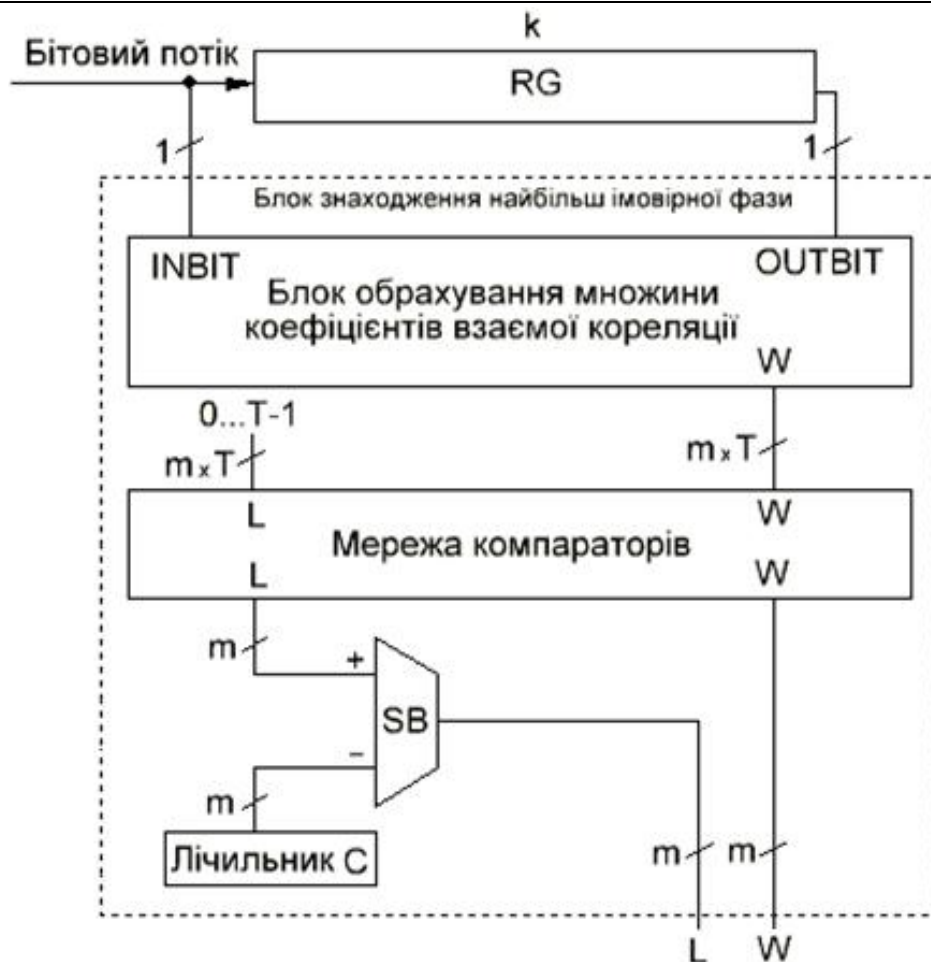 k
Бітовий потік
RG
1
1
Блок знаходження найбільш імовірної фази
INBIT
OUTBIT
Блок обрахування множини
коефіцієнтів взаємої кореляції
W
0...T-1
m x T
m x T
L
W
Мережа компараторів
L
W
m
+
SB
–
m
Лічильник C
m
m
L
W